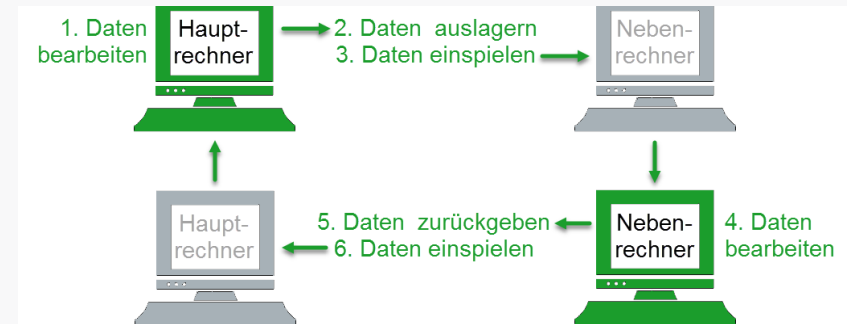 1. Daten
bearbeiten
Haupt-
rechner
2. Daten auslagern
3. Daten einspielen
Neben-
rechner
Haupt-
rechner
5. Daten zurückgeben
6. Daten einspielen
Neben-
rechner
4. Daten
bearbeiten